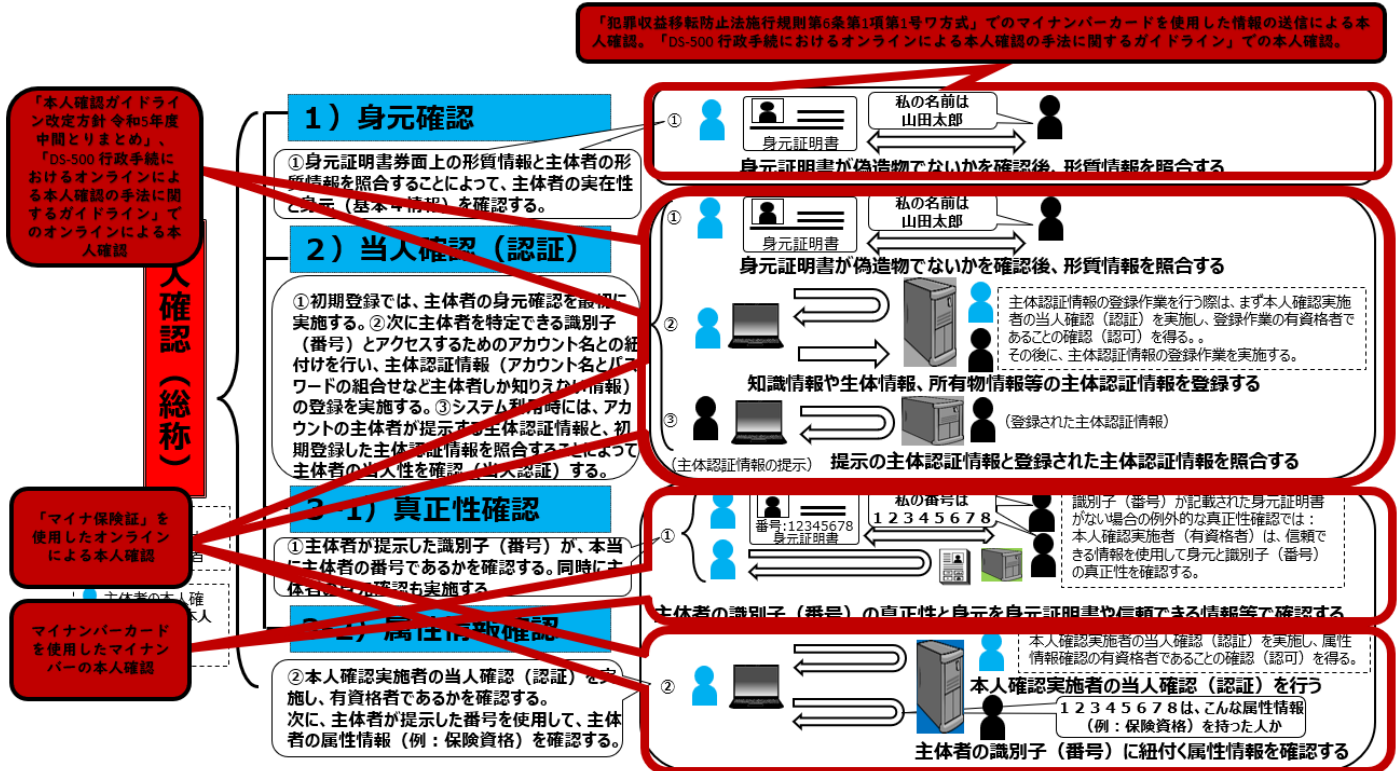 「犯罪収益移転防止法施行規則第6条第1項第1号ワ方式」でのマイナンバーカードを使用した情報の送信による本
人確認。「DS-500 行政手続におけるオンラインによる本人確認の手法に関するガイドライン」での本人確認。
「本人確認ガイドライ
ン改定方針 令和5年度
中間とりまとめ」、
「DS-500 行政手続に
おけるオンラインによ
る本人確認の手法に関
するガイドライン」で
のオンラインによる本
人確認
人確認（総称）
「マイナ保険証」を
使用したオンライン
による本人確認
主体者の本人確
マイナンバーカード
を使用したマイナン
バーの本人確認
1）身元確認
①身元証明書券面上の形質情報と主体者の形
質情報を照合することによって、主体者の実在性
と身元（基本4情報）を確認する。
2）当人確認（認証）
①初期登録では、主体者の身元確認を最初に
実施する。②次に主体者を特定できる識別子
（番号）とアクセスするためのアカウント名との紐
付けを行い、主体認証情報（アカウント名とパス
ワードの組合せなど主体者しか知りえない情報）
の登録を実施する。③システム利用時には、アカ
ウントの主体者が提示する主体認証情報と、初
期登録した主体認証情報を照合することによって
主体者の当人性を確認（当人認証）する。
3-1）真正性確認
①主体者が提示した識別子（番号）が、本当
に主体者の番号であるかを確認する。同時に主
体者の身元確認も実施する。
3-2）属性情報確認
②本人確認実施者の当人確認（認証）を実
施し、有資格者であるかを確認する。
次に、主体者が提示した番号を使用して、主体
者の属性情報（例：保険資格）を確認する。
①
身元証明書
私の名前は
山田太郎
身元証明書が偽造物でないかを確認後、形質情報を照合する
①
身元証明書
私の名前は
山田太郎
身元証明書が偽造物でないかを確認後、形質情報を照合する
②
主体認証情報の登録作業を行う際は、まず本人確認実施
者の当人確認（認証）を実施し、登録作業の有資格者で
あることの確認（認可）を得る。。
その後に、主体認証情報の登録作業を実施する。
知識情報や生体情報、所有物情報等の主体認証情報を登録する
③
（登録された主体認証情報）
（主体認証情報の提示）
提示の主体認証情報と登録された主体認証情報を照合する
①
番号:12345678
身元証明書
私の番号は
１２３４５６７８
識別子（番号）が記載された身元証明書
がない場合の例外的な真正性確認では：
本人確認実施者（有資格者）は、信頼で
きる情報を使用して身元と識別子（番号）
の真正性を確認する。
主体者の識別子（番号）の真正性と身元を身元証明書や信頼できる情報等で確認する
②
本人確認実施者の当人確認（認証）を実施し、属性
情報確認の有資格者であることの確認（認可）を得る。
本人確認実施者の当人確認（認証）を行う
１２３４５６７８は、こんな属性情報
（例：保険資格）を持った人か
主体者の識別子（番号）に紐付く属性情報を確認する